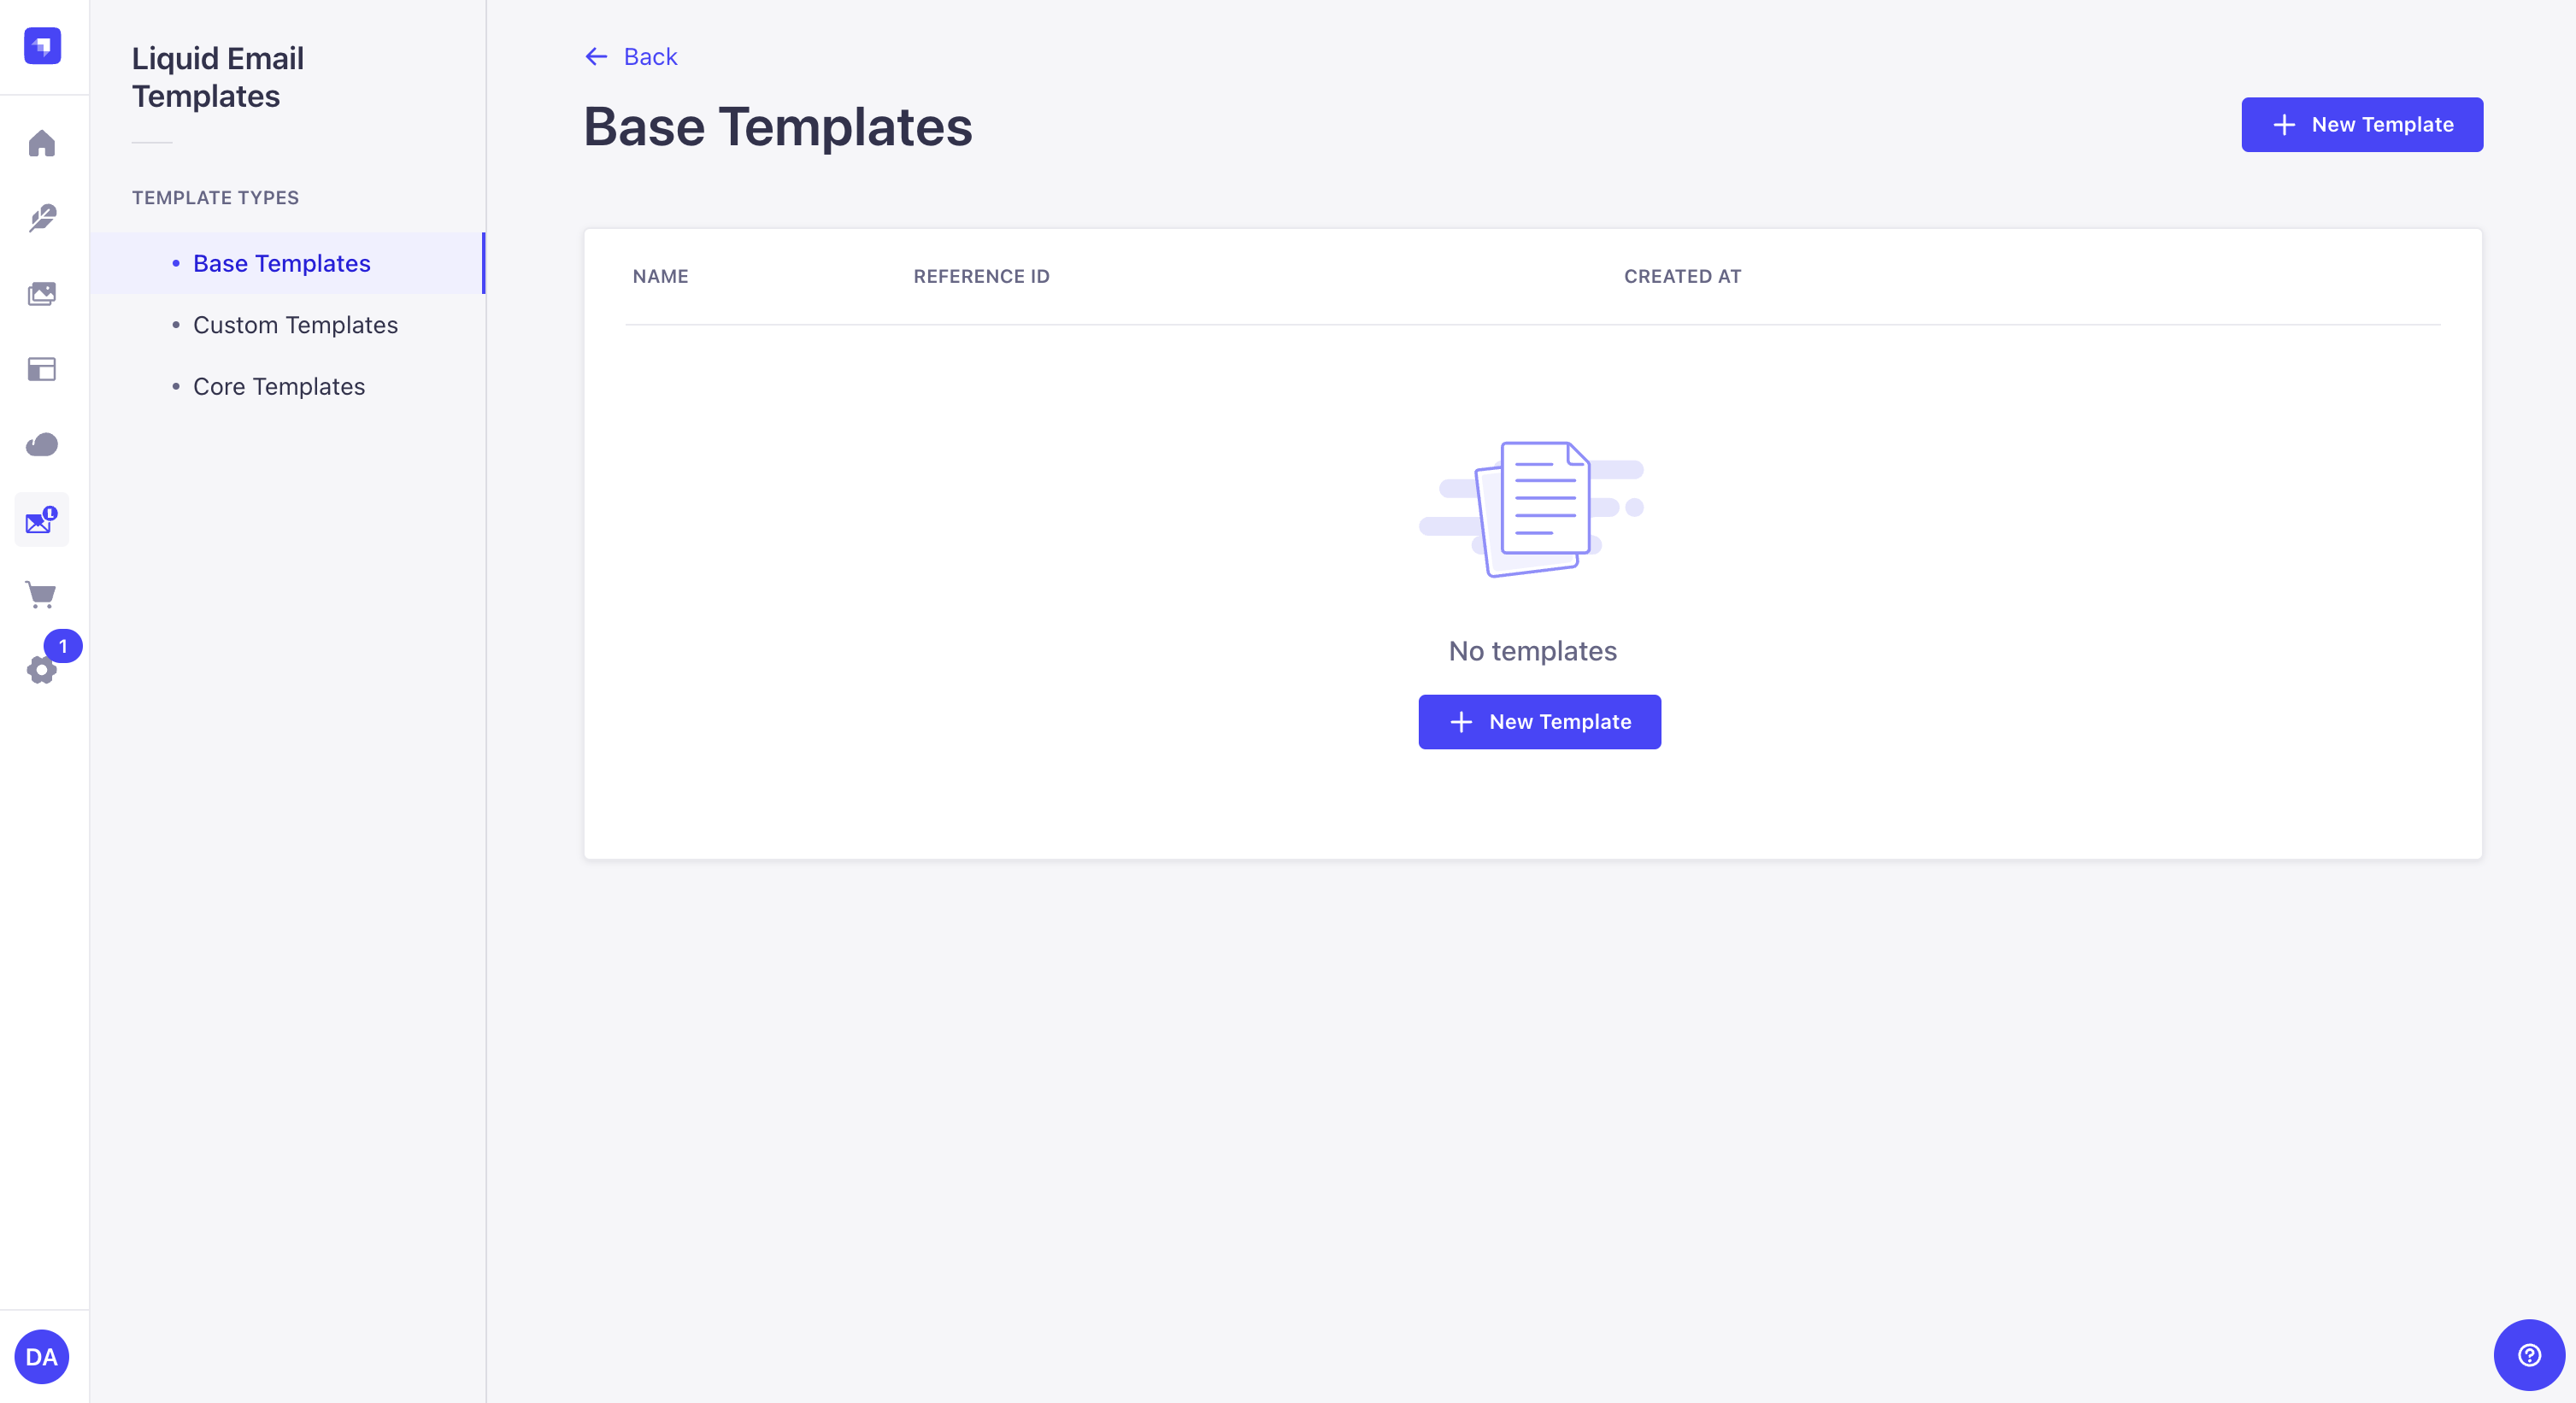 Liquid Email
Templates
TEMPLATE TYPES
Base Templates
Custom Templates
Core Templates
1
DA
Back
Base Templates
New Template
NAME
REFERENCE ID
CREATED AT
No templates
New Template